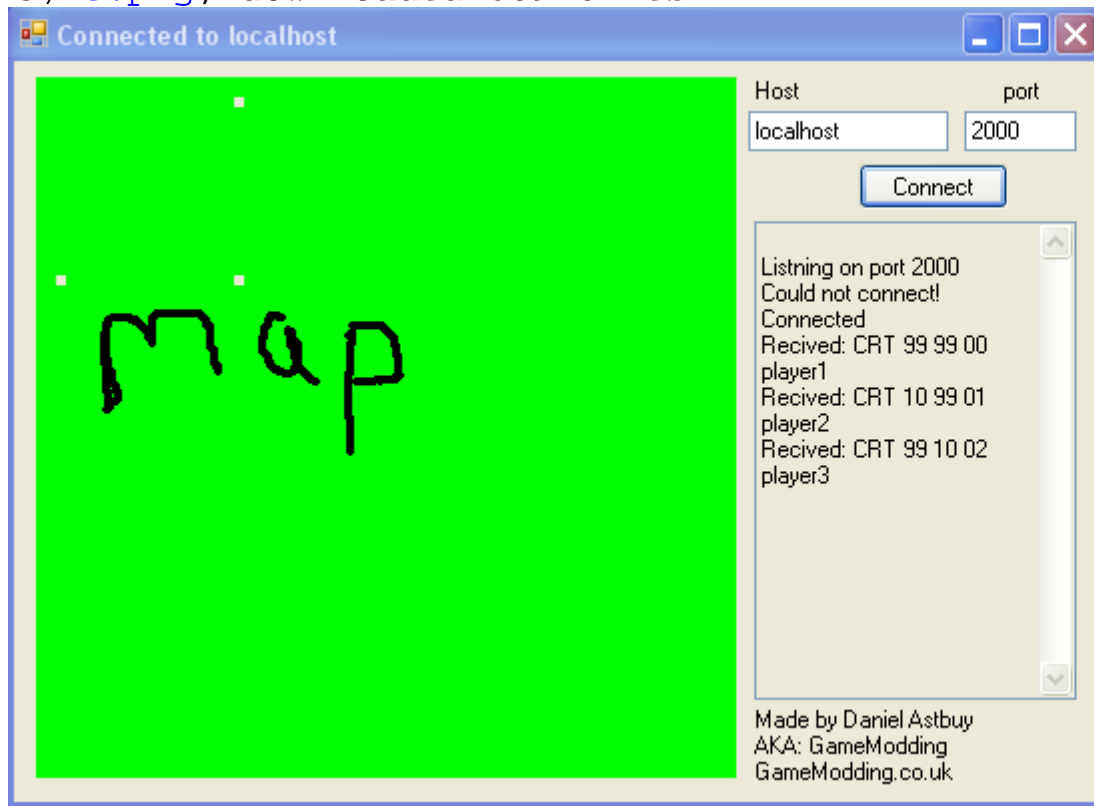 Connected to localhost
Host port
localhost 2000
Connect
Listning on port 2000
Could not connect!
Connected
Recived: CRT 99 99 00
player1
Recived: CRT 10 99 01
player2
Recived: CRT 99 10 02
player3
map
Made by Daniel Astbuy
AKA: GameModding
GameModding.co.uk